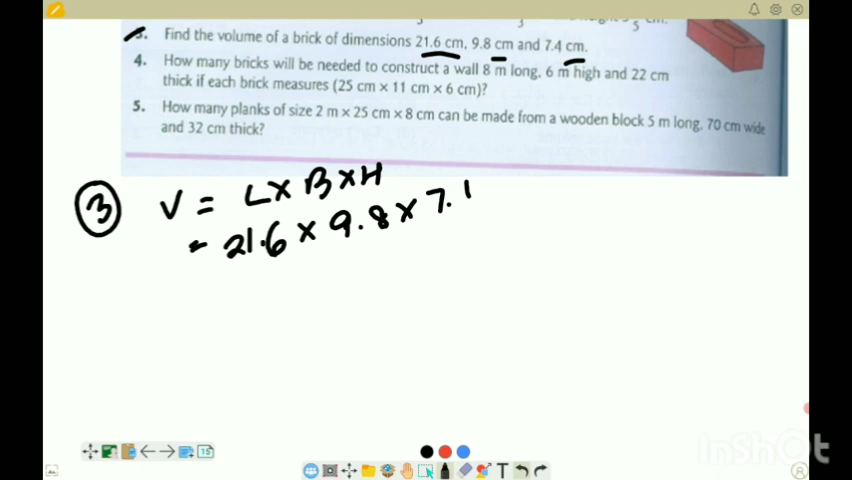 3. Find the volume of a brick of dimensions 21.6 cm, 9.8 cm and 7.4 cm.
4. How many bricks will be needed to construct a wall 8 m long, 6 m high and 22 cm
thick if each brick measures (25 cm × 11 cm × 6 cm)?
5. How many planks of size 2 m × 25 cm × 8 cm can be made from a wooden block 5 m long, 70 cm wide
and 32 cm thick?
③ V = L × B × H
= 21.6 × 9.8 × 7.1
15
T
InShOt